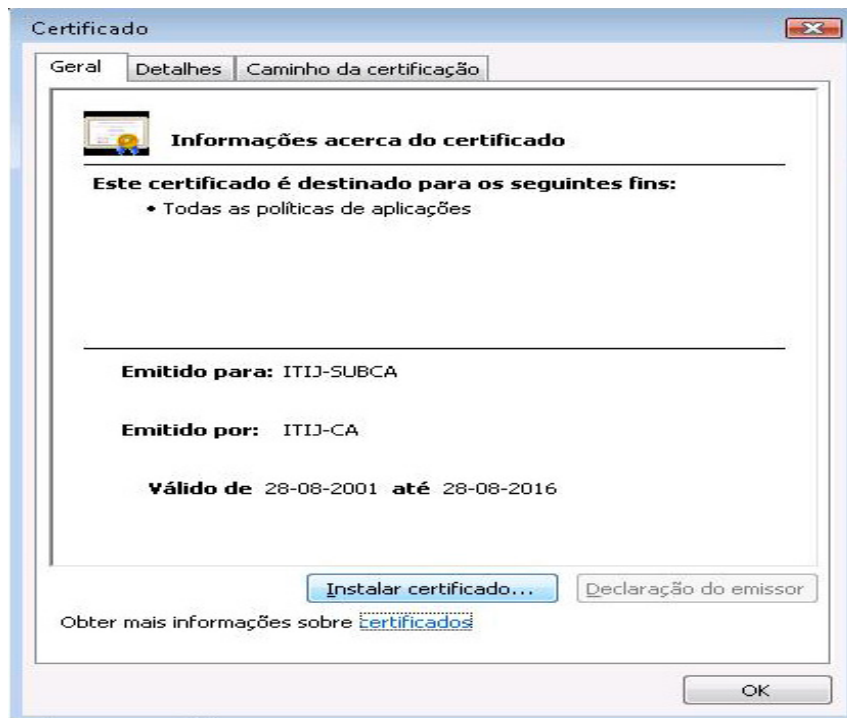 Certificado
Geral Detalhes Caminho da certificação
Informações acerca do certificado
Este certificado é destinado para os seguintes fins:
• Todas as políticas de aplicações
Emitido para: ITIJ-SUBCA
Emitido por: ITIJ-CA
Válido de 28-08-2001 até 28-08-2016
Instalar certificado... Declaração do emissor
Obter mais informações sobre certificados
OK